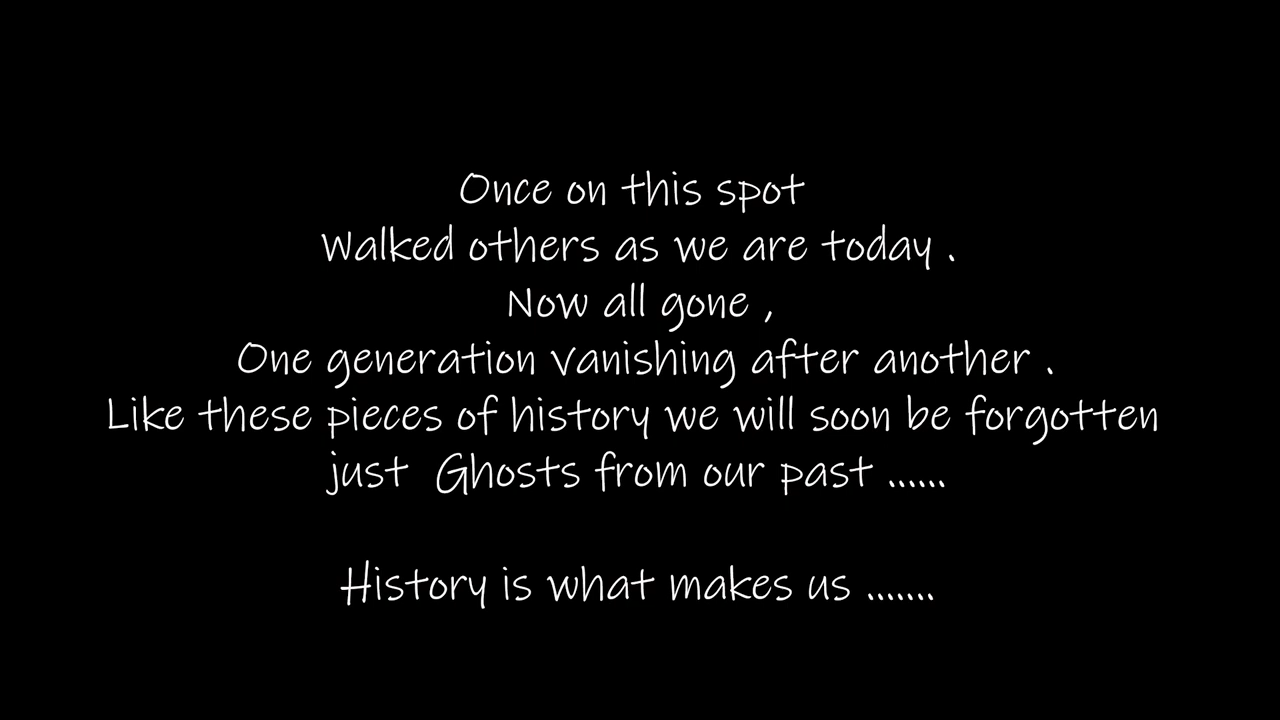 Once on this spot
Walked others as we are today .
Now all gone ,
One generation vanishing after another .
Like these pieces of history we will soon be forgotten
just  Ghosts from our past ......
History is what makes us .......